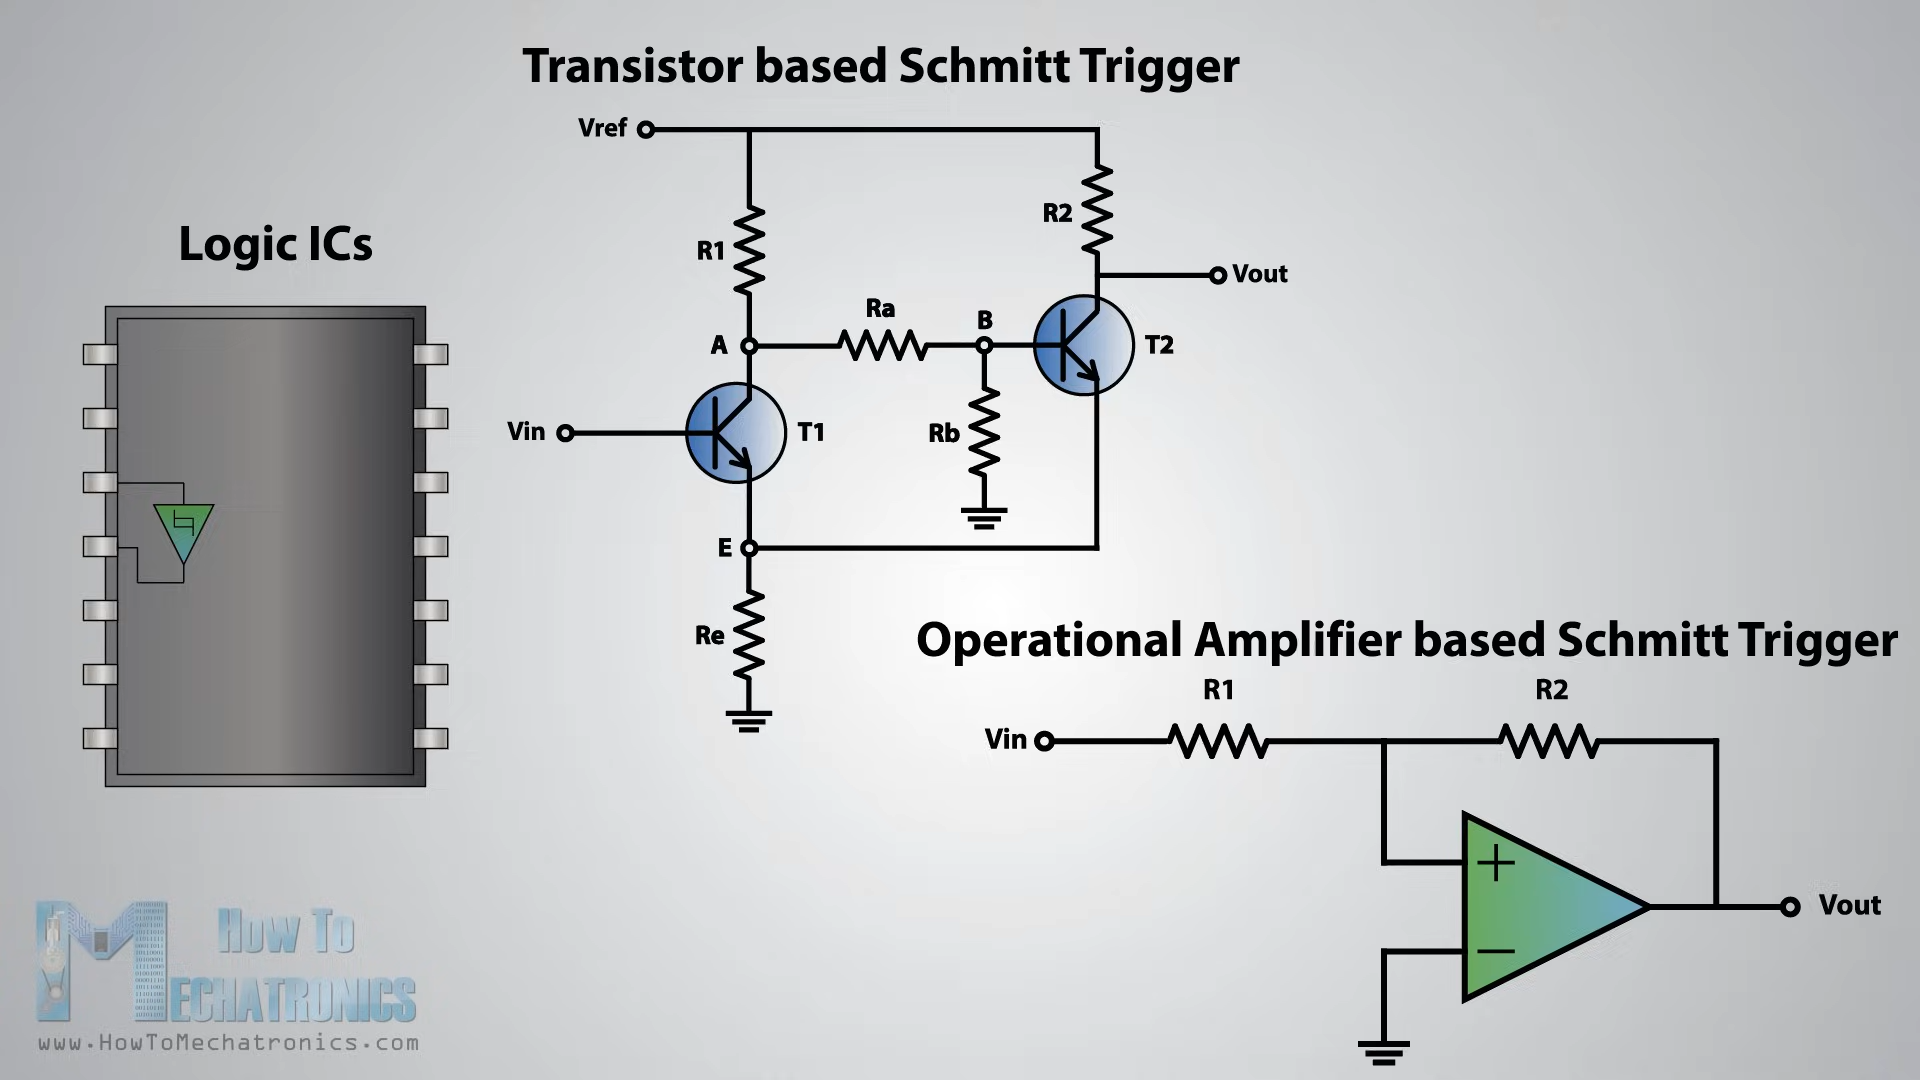 Transistor based Schmitt Trigger
Vref
R2
Logic ICs
R1
Vout
Ra
B
A
T2
Vin
T1
Rb
E
Re
Operational Amplifier based Schmitt Trigger
R1
R2
Vin
+
−
Vout
How To
MECHATRONICS
www.HowToMechatronics.com